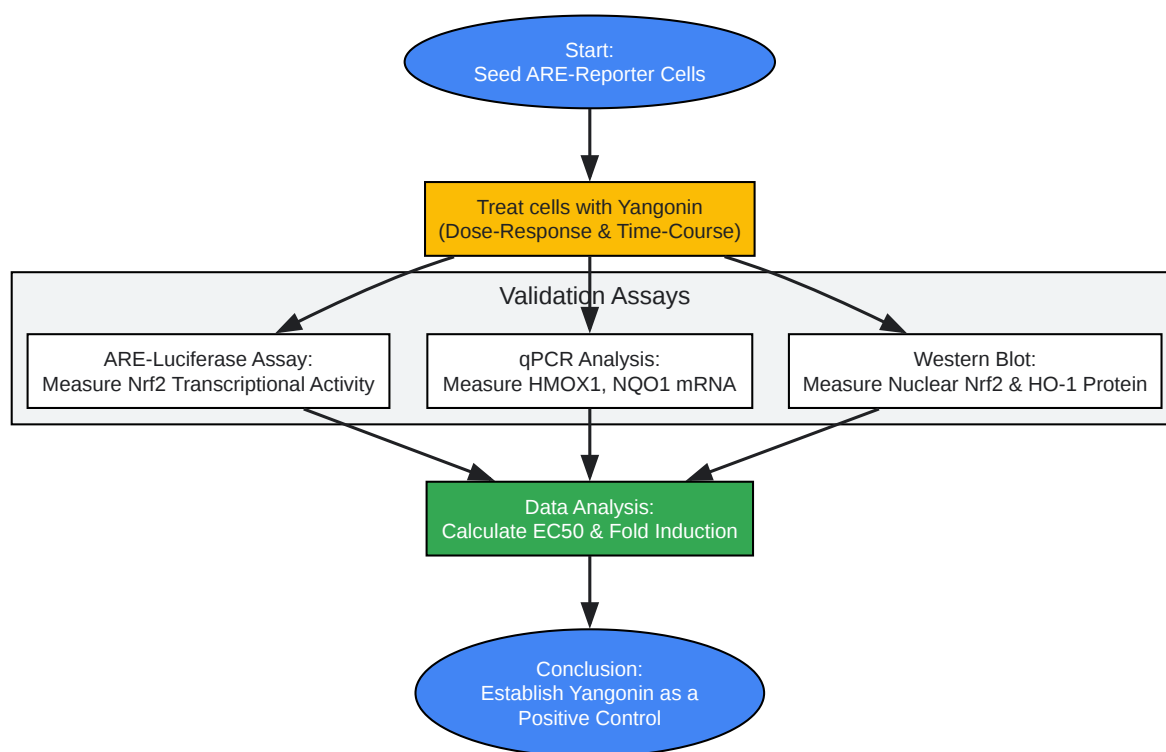 Start:
Seed ARE-Reporter Cells
Treat cells with Yangonin
(Dose-Response & Time-Course)
Validation Assays
ARE-Luciferase Assay:
Measure Nrf2 Transcriptional Activity
qPCR Analysis:
Measure HMOX1, NQO1 mRNA
Western Blot:
Measure Nuclear Nrf2 & HO-1 Protein
Data Analysis:
Calculate EC50 & Fold Induction
Conclusion:
Establish Yangonin as a
Positive Control